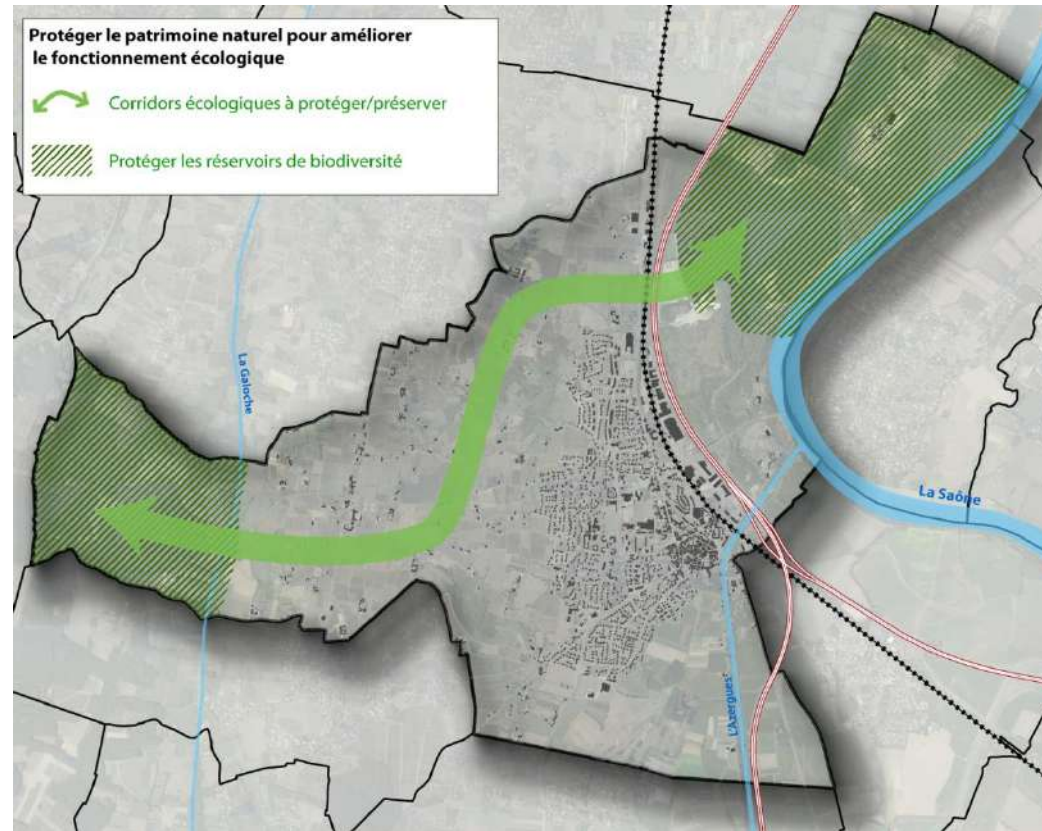 Protéger le patrimoine naturel pour améliorer
le fonctionnement écologique
Corridors écologiques à protéger/préserver
Protéger les réservoirs de biodiversité
La Galoche
La Saône
L'Azergues